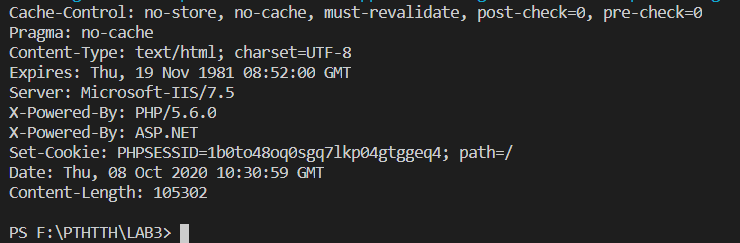 Cache-Control: no-store, no-cache, must-revalidate, post-check=0, pre-check=0
Pragma: no-cache
Content-Type: text/html; charset=UTF-8
Expires: Thu, 19 Nov 1981 08:52:00 GMT
Server: Microsoft-IIS/7.5
X-Powered-By: PHP/5.6.0
X-Powered-By: ASP.NET
Set-Cookie: PHPSESSID=1b0to48oq0sgq7lkp04gtggeq4; path=/
Date: Thu, 08 Oct 2020 10:30:59 GMT
Content-Length: 105302
PS F:\PTHTTH\LAB3>